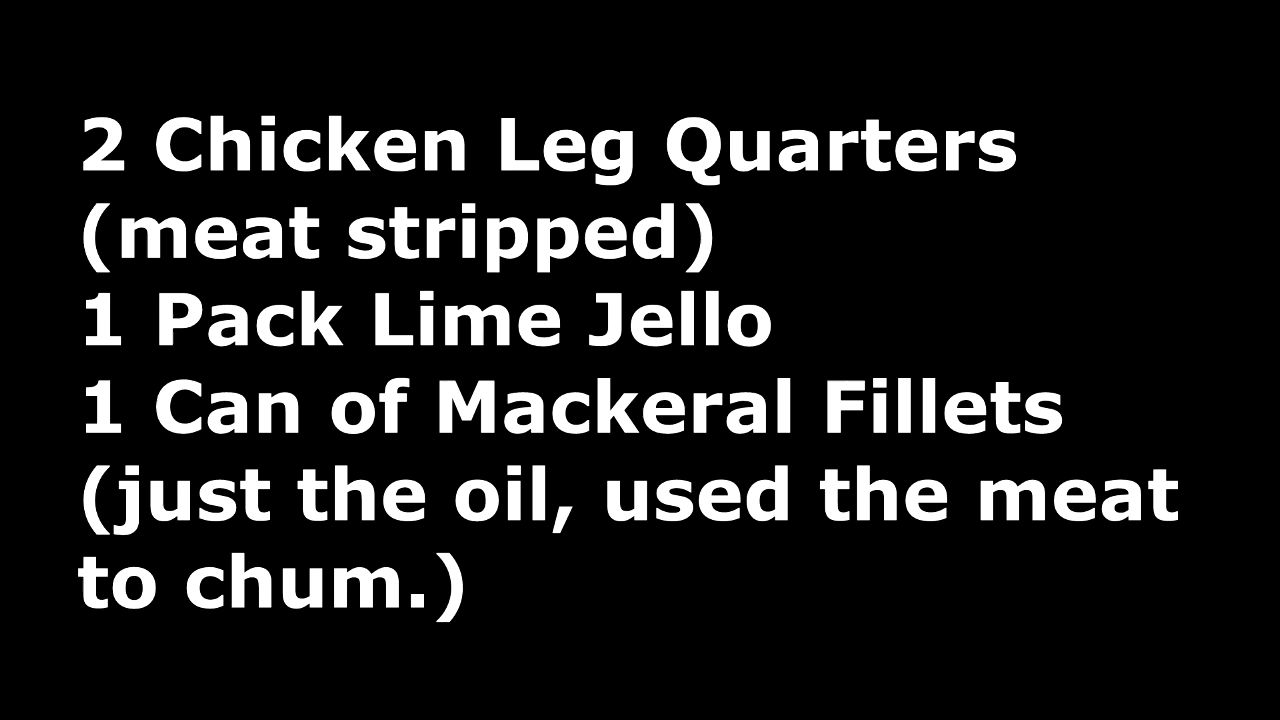 2 Chicken Leg Quarters
(meat stripped)
1 Pack Lime Jello
1 Can of Mackeral Fillets
(just the oil, used the meat
to chum.)